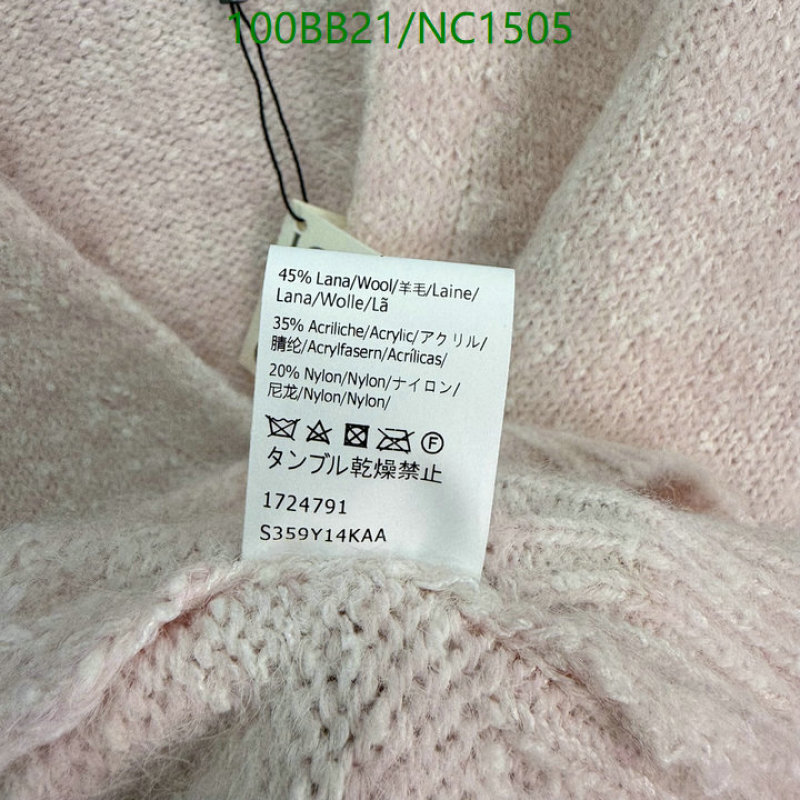 100BB21/NC1505
45% Lana/Wool/羊毛/Laine/
Lana/Wolle/Lã
35% Acriliche/Acrylic/アクリル/
腈纶/Acrylfasern/Acrílicas/
20% Nylon/Nylon/ナイロン/
尼龙/Nylon/Nylon/
F
タンブル乾燥禁止
1724791
S359Y14KAA